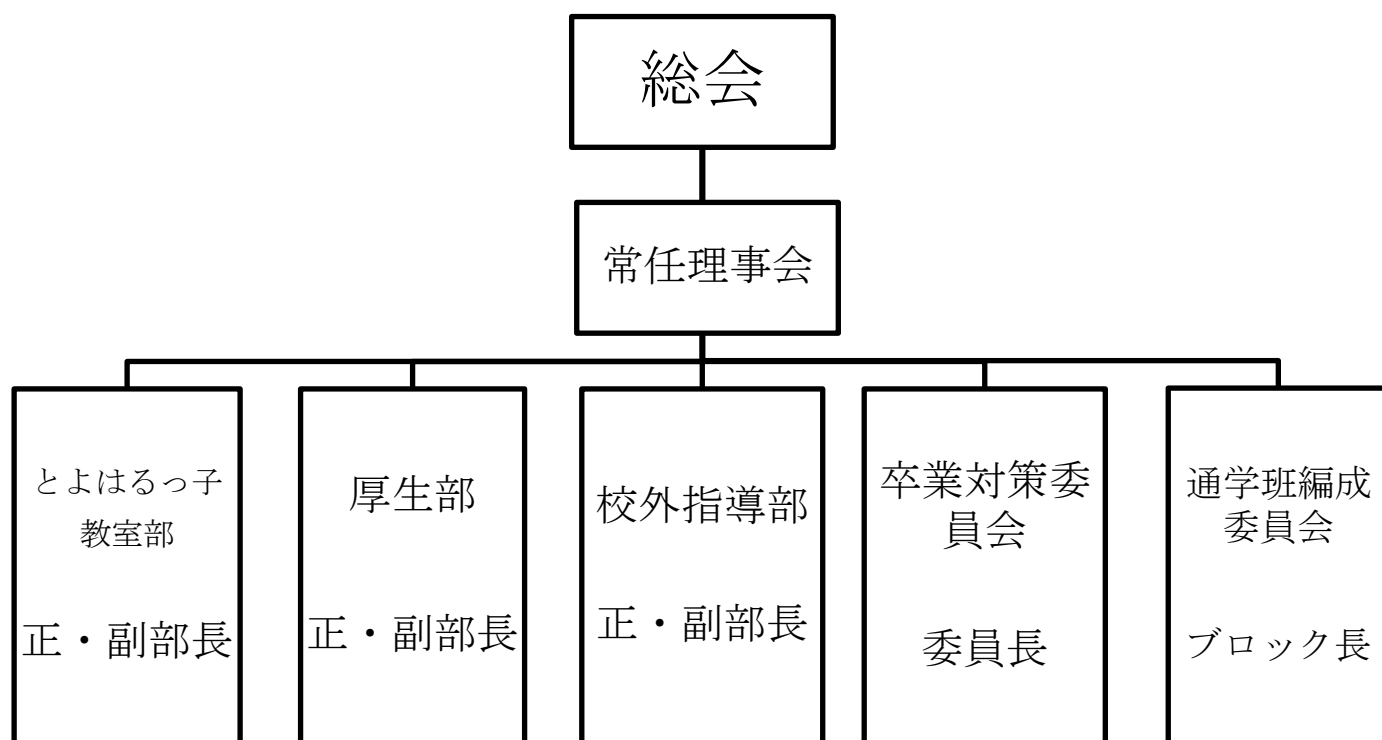 総会
常任理事会
とよはるっ子
教室部
正・副部長
厚生部
正・副部長
校外指導部
正・副部長
卒業対策委
員会
委員長
通学班編成
委員会
ブロック長